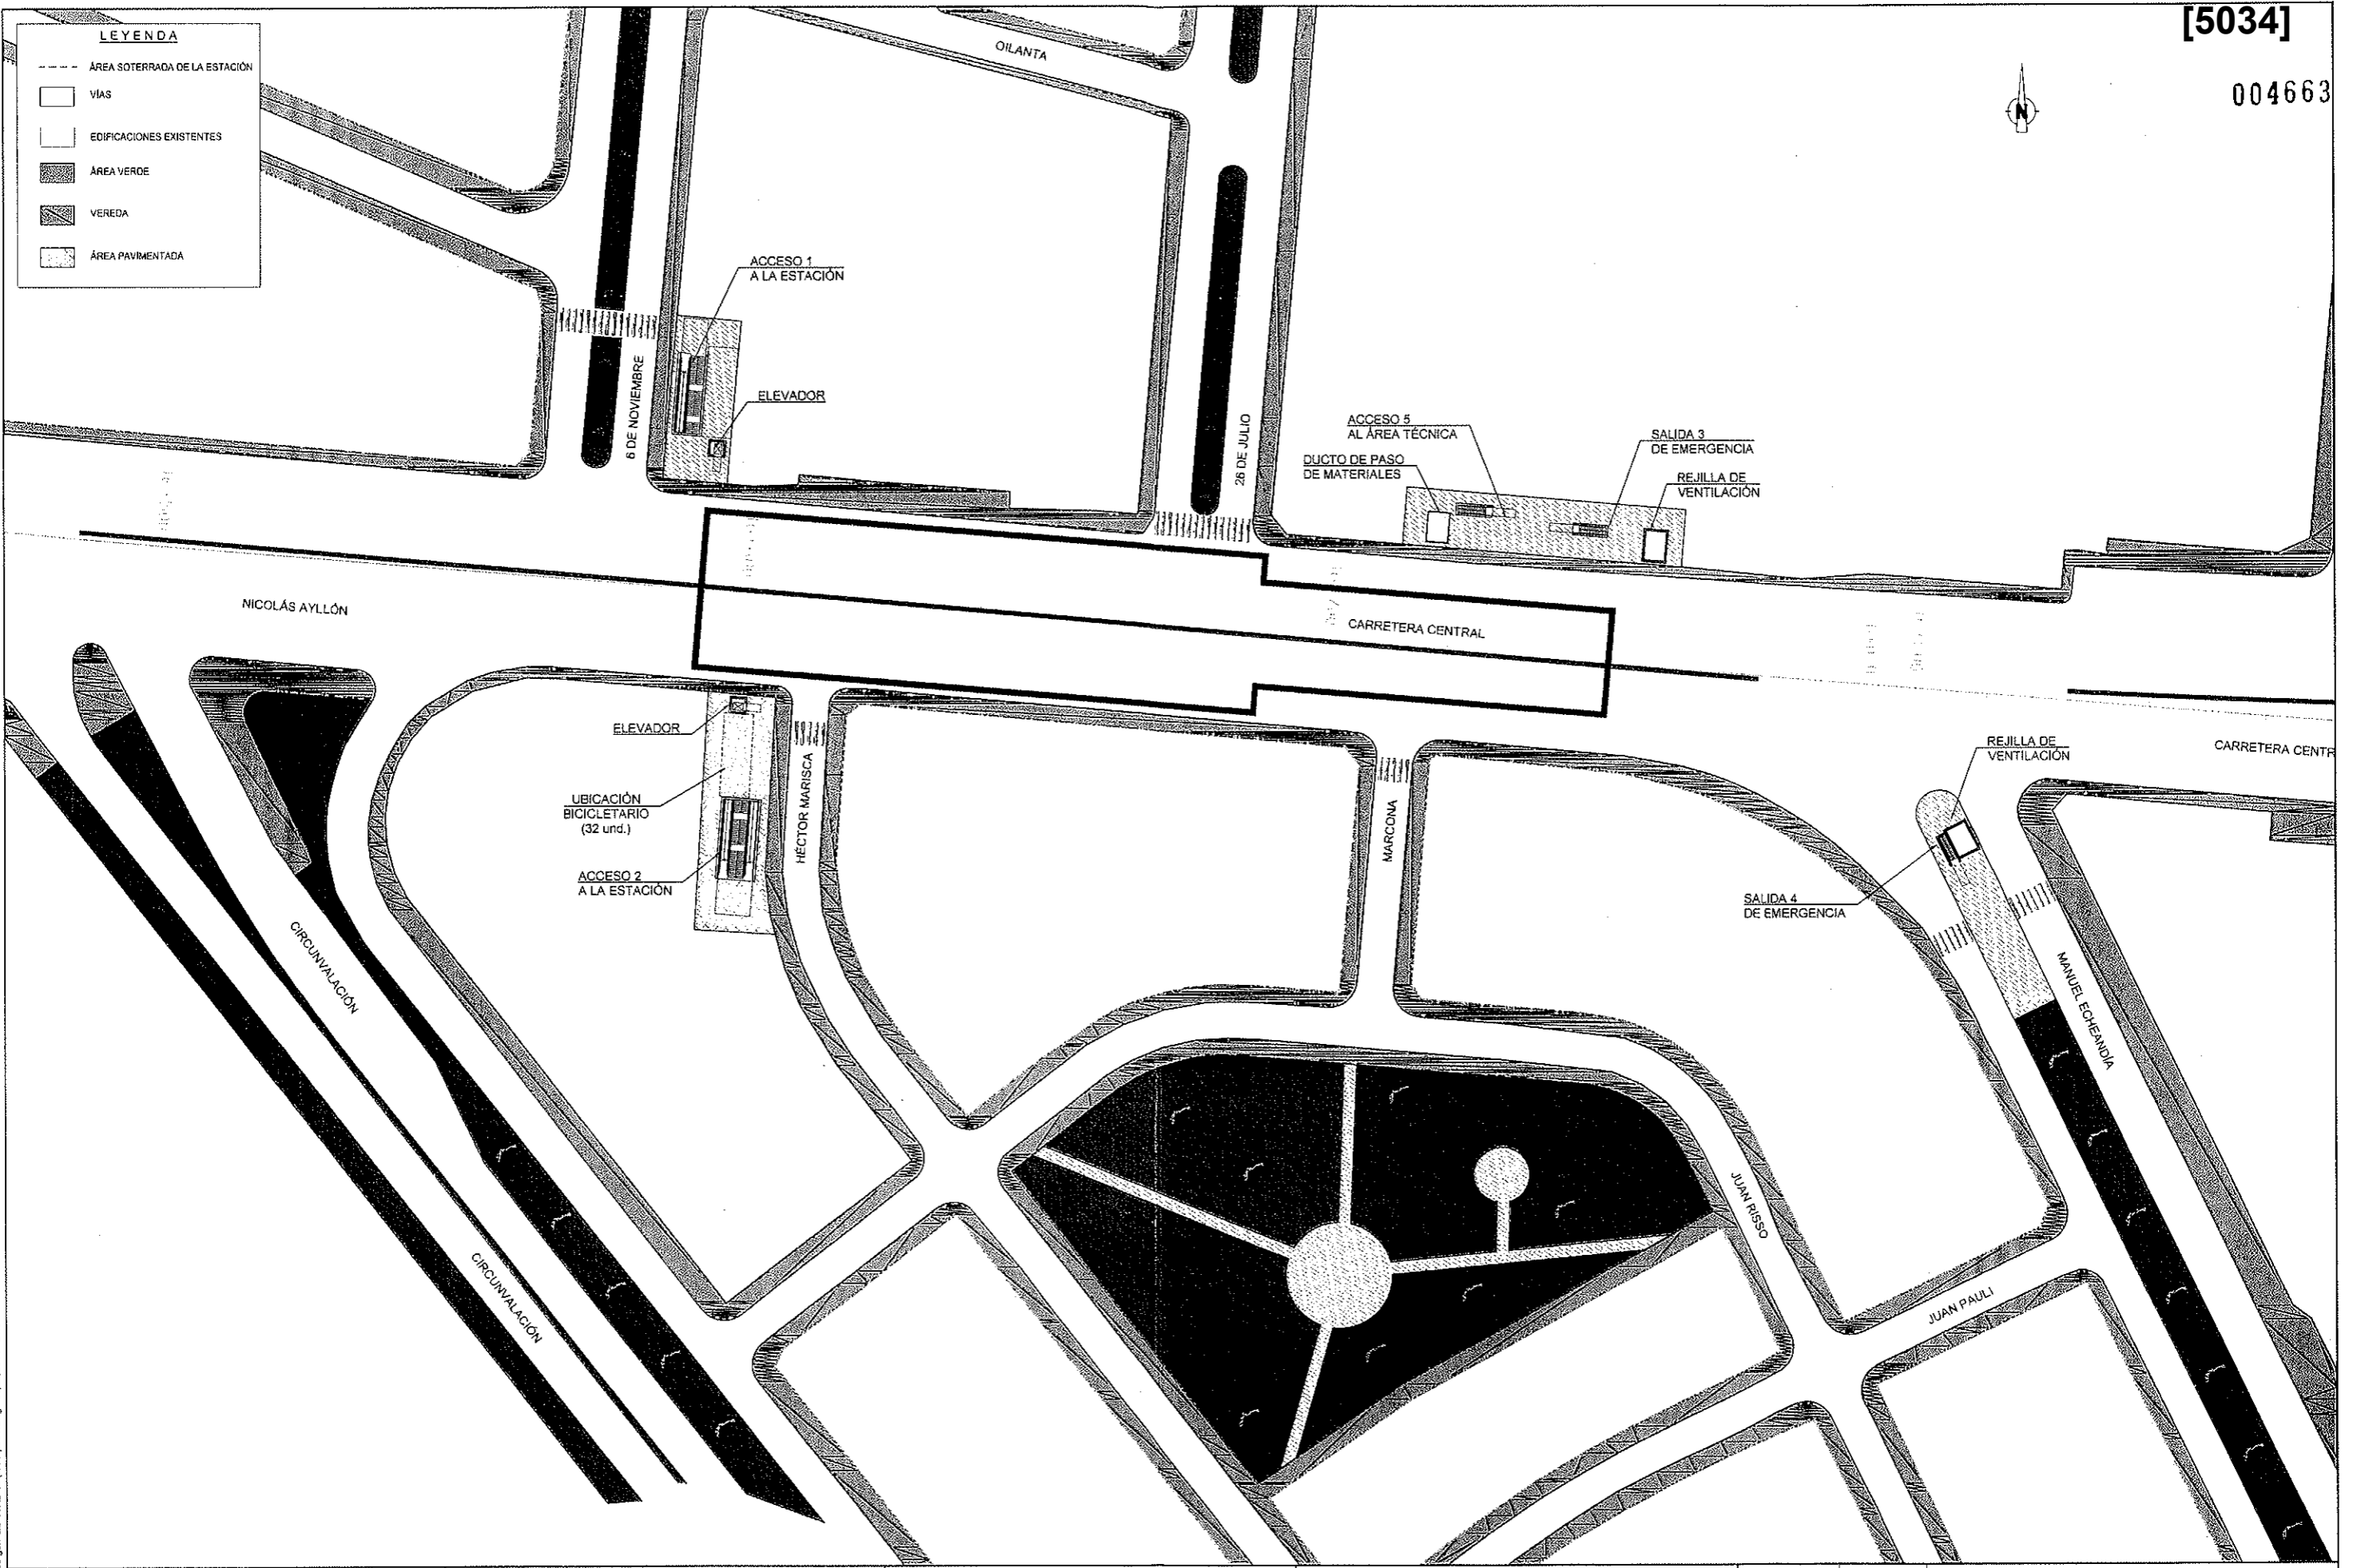 [5034]
004663
LEYENDA
ÁREA SOTERRADA DE LA ESTACIÓN
VÍAS
EDIFICACIONES EXISTENTES
ÁREA VERDE
VEREDA
ÁREA PAVIMENTADA
OILANTA
N
ACCESO 1
A LA ESTACIÓN
ELEVADOR
6 DE NOVIEMBRE
28 DE JULIO
ACCESO 5
AL ÁREA TÉCNICA
DUCTO DE PASO
DE MATERIALES
SALIDA 3
DE EMERGENCIA
REJILLA DE
VENTILACIÓN
NICOLÁS AYLLÓN
CARRETERA CENTRAL
CARRETERA CENTR
ELEVADOR
UBICACIÓN
BICICLETARIO
(32 und.)
ACCESO 2
A LA ESTACIÓN
HÉCTOR MARISCA
MARCONA
REJILLA DE
VENTILACIÓN
SALIDA 4
DE EMERGENCIA
MANUEL ECHEANDÍA
CIRCUNVALACIÓN
CIRCUNVALACIÓN
JUAN RISSO
JUAN PAULI